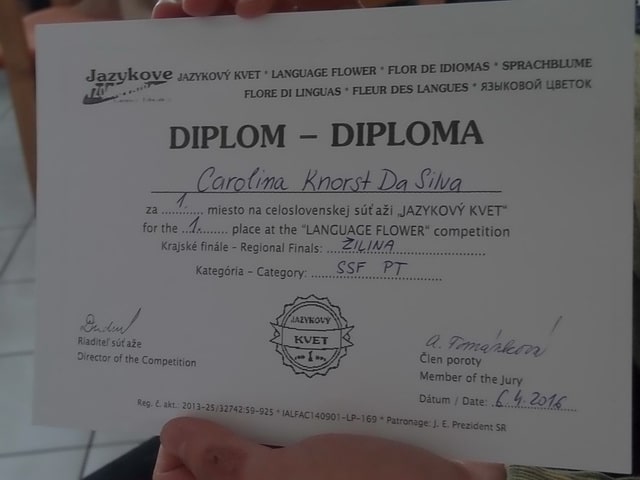 Jazykove JAZYKOVÝ KVET * LANGUAGE FLOWER * FLOR DE IDIOMAS * SPRACHBLUME
FLORE DI LINGUAS * FLEUR DES LANGUES * ЯЗЫКОВОЙ ЦВЕТОК
DIPLOM – DIPLOMA
Carolina Knorst Da Silva
za 1. miesto na celoslovenskej súťaži „JAZYKOVÝ KVET"
for the 1. place at the "LANGUAGE FLOWER" competition
Krajské finále – Regional Finals: ŽILINA
Kategória – Category: SSF PT
JAZYKOVÝ
KVET
1
Riaditeľ súťaže
Director of the Competition
A. Tománková
Člen poroty
Member of the Jury
Dátum / Date: 6.4.2016
Reg. č. akt.: 2013-25/32742:59-925 * IALFAC140901-LP-169 * Patronage: J. E. Prezident SR